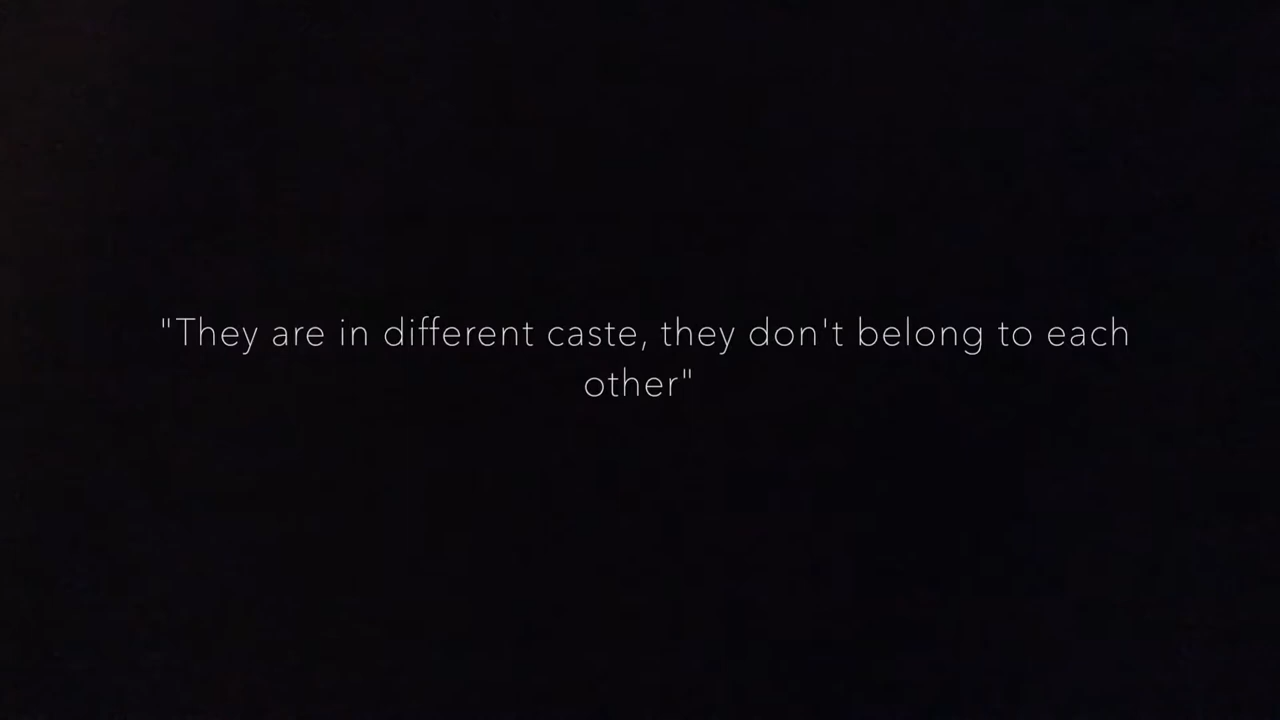 "They are in different caste, they don't belong to each
other"